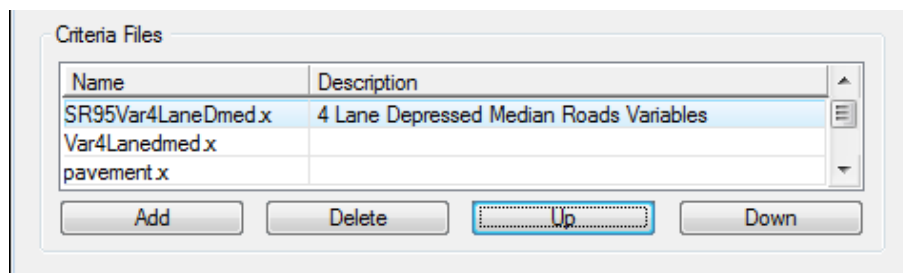 Criteria Files
Name Description
SR95Var4LaneDmed.x 4 Lane Depressed Median Roads Variables
Var4Lanedmed.x
pavement.x
Add Delete Up Down